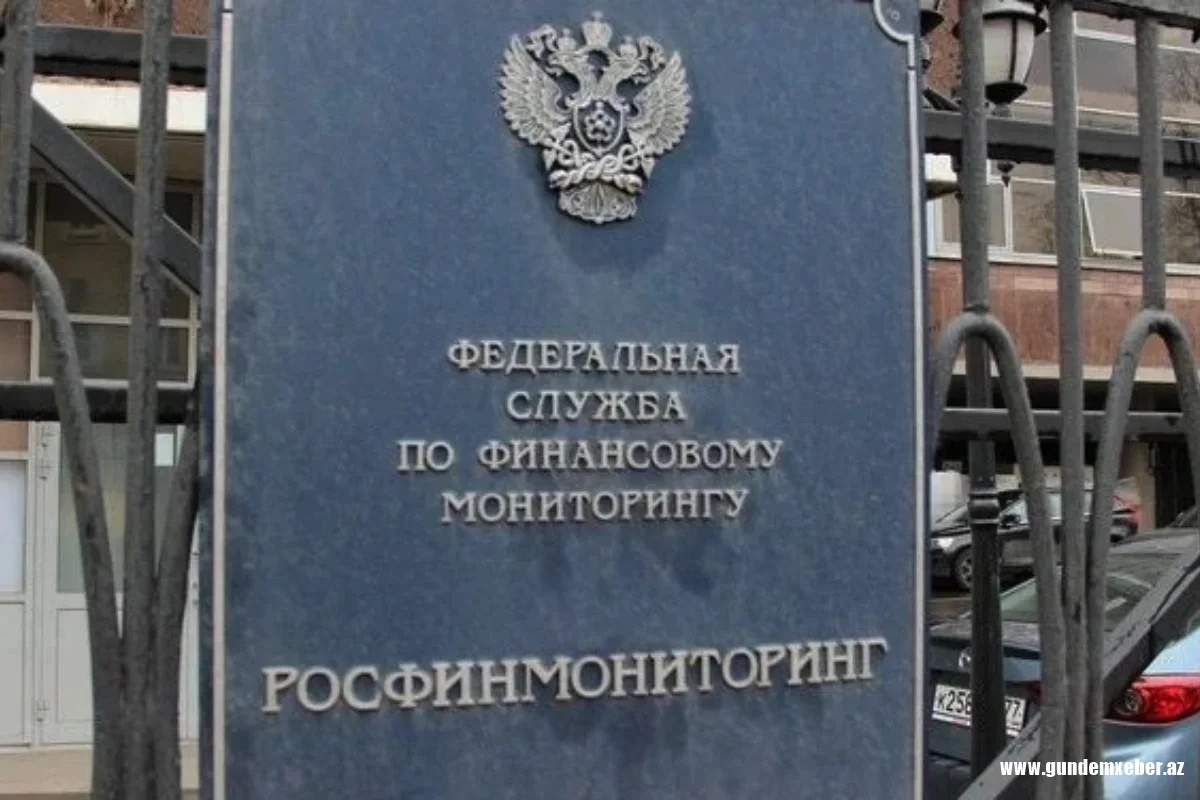 ФЕДЕРАЛЬНАЯ
СЛУЖБА
ПО ФИНАНСОВОМУ
МОНИТОРИНГУ
РОСФИНМОНИТОРИНГ
www.gundemxeber.az